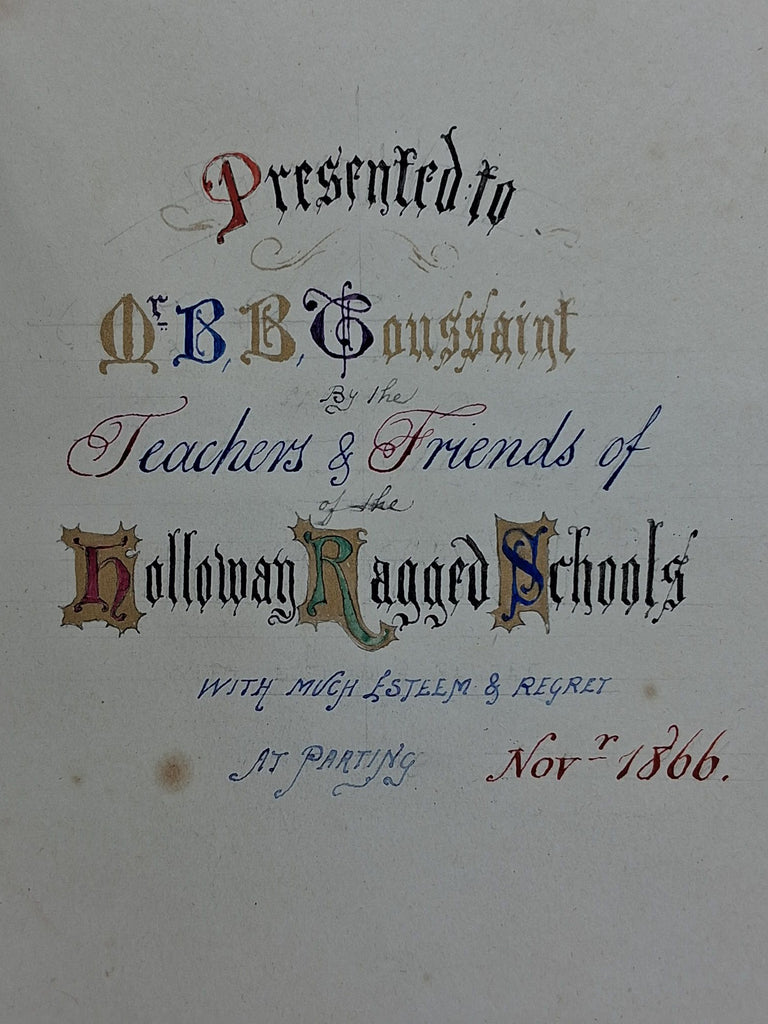 Presented to
Mr B, B, Toussaint
By the
Teachers & Friends of
of the
Holloway Ragged Schools
WITH MUCH ESTEEM & REGRET
AT PARTING Novr 1866.